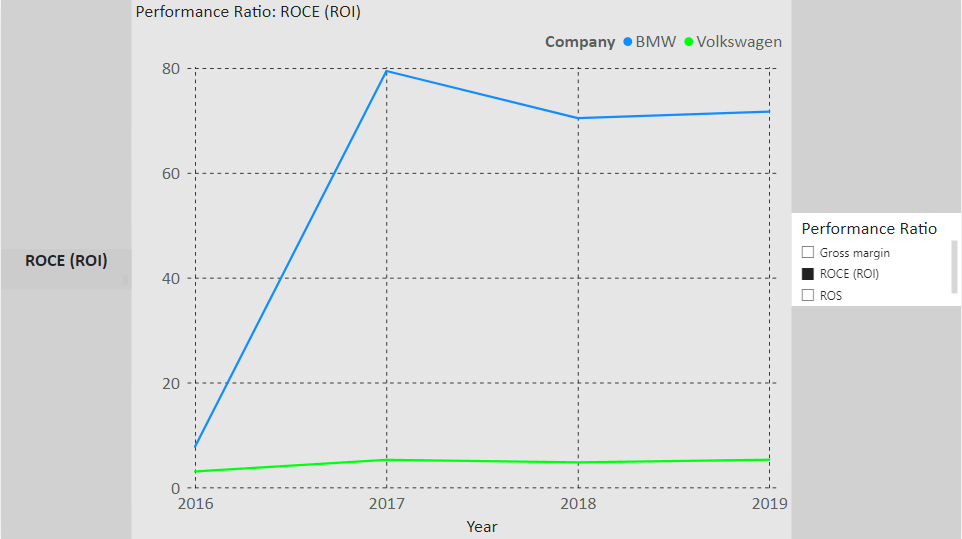 Performance Ratio: ROCE (ROI)
Company BMW Volkswagen
80
60
40
20
0
2016 2017 2018 2019
Year
ROCE (ROI)
Performance Ratio
Gross margin
ROCE (ROI)
ROS